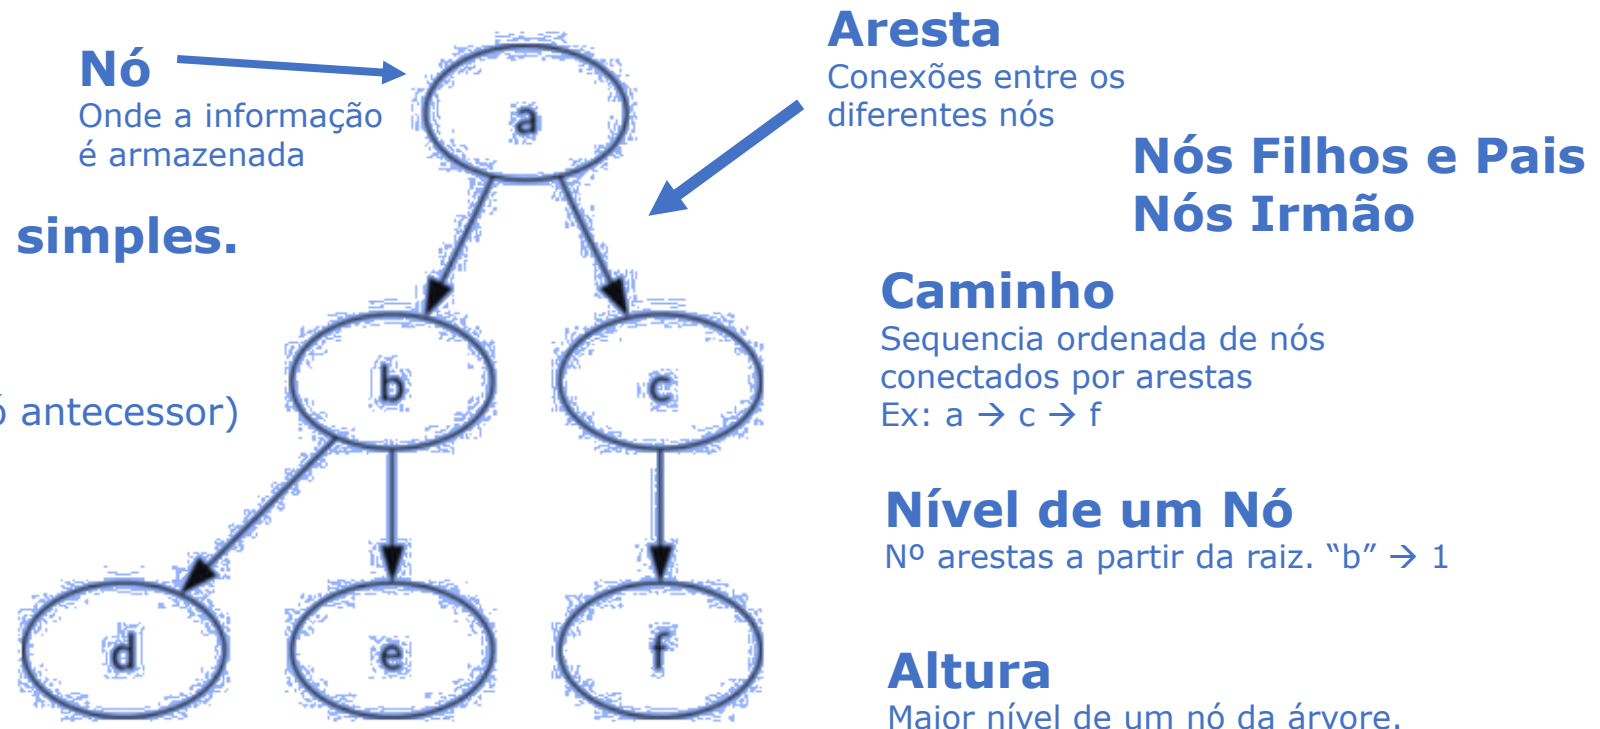 Nó
Onde a informação
é armazenada
Aresta
Conexões entre os
diferentes nós
Nós Filhos e Pais
Nós Irmão
simples.
antecessor)
a
b
c
d
e
f
Caminho
Sequencia ordenada de nós
conectados por arestas
Ex: a → c → f
Nível de um Nó
Nº arestas a partir da raiz. “b” → 1
Altura
Maior nível de um nó da árvore.